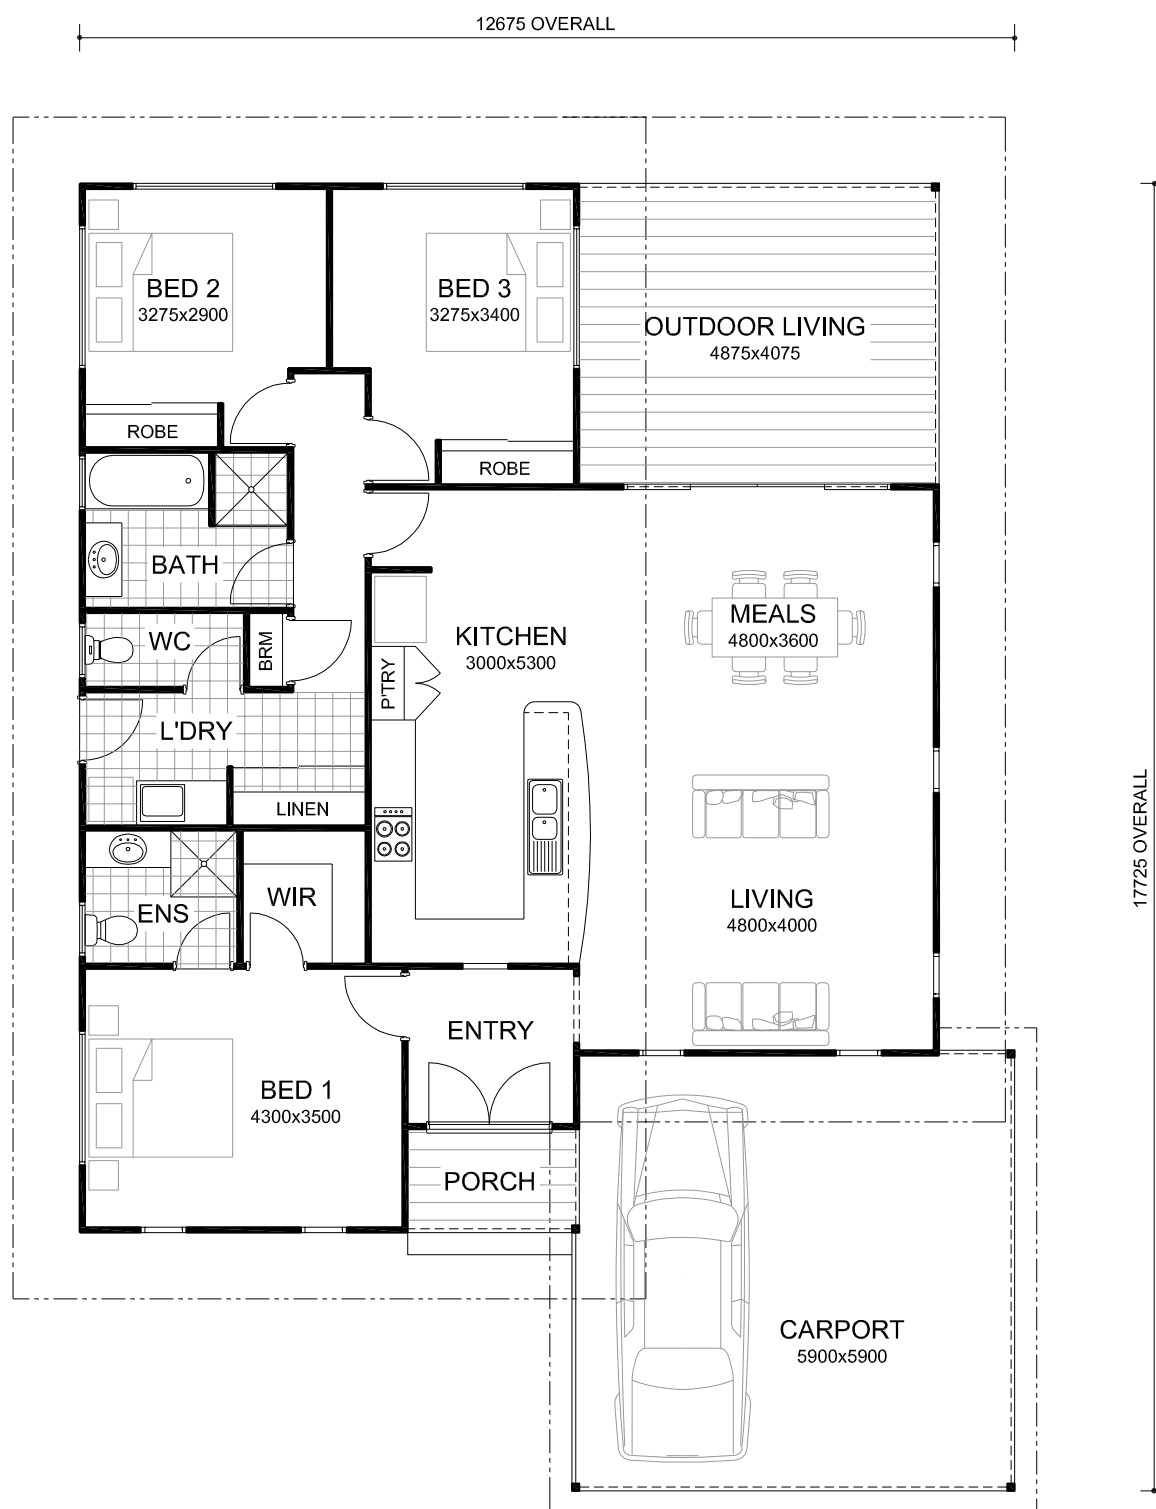 12675 OVERALL
BED 2
3275x2900
BED 3
3275x3400
OUTDOOR LIVING
4875x4075
ROBE
ROBE
BATH
MEALS
4800x3600
WC
BRM
KITCHEN
3000x5300
P'TRY
L'DRY
LINEN
17725 OVERALL
WIR
LIVING
4800x4000
ENS
ENTRY
BED 1
4300x3500
PORCH
CARPORT
5900x5900